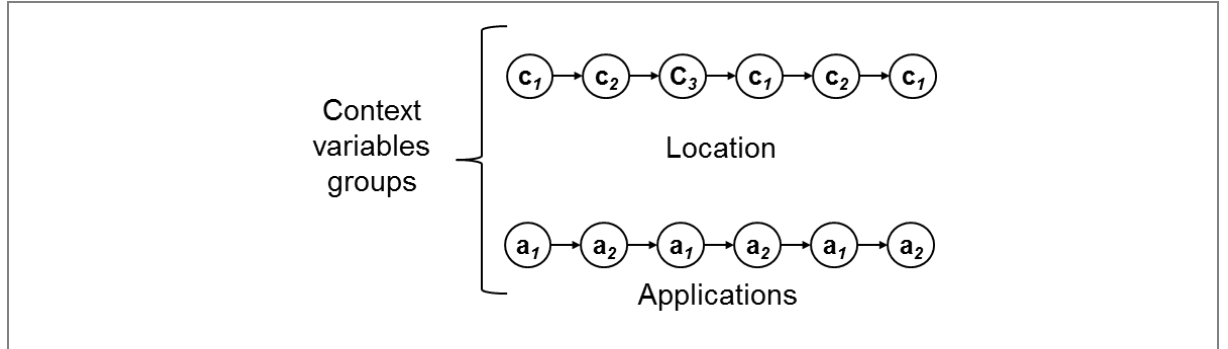 c1 c2 C3 c1 c2 c1
Context
variables
groups
Location
a1 a2 a1 a2 a1 a2
Applications